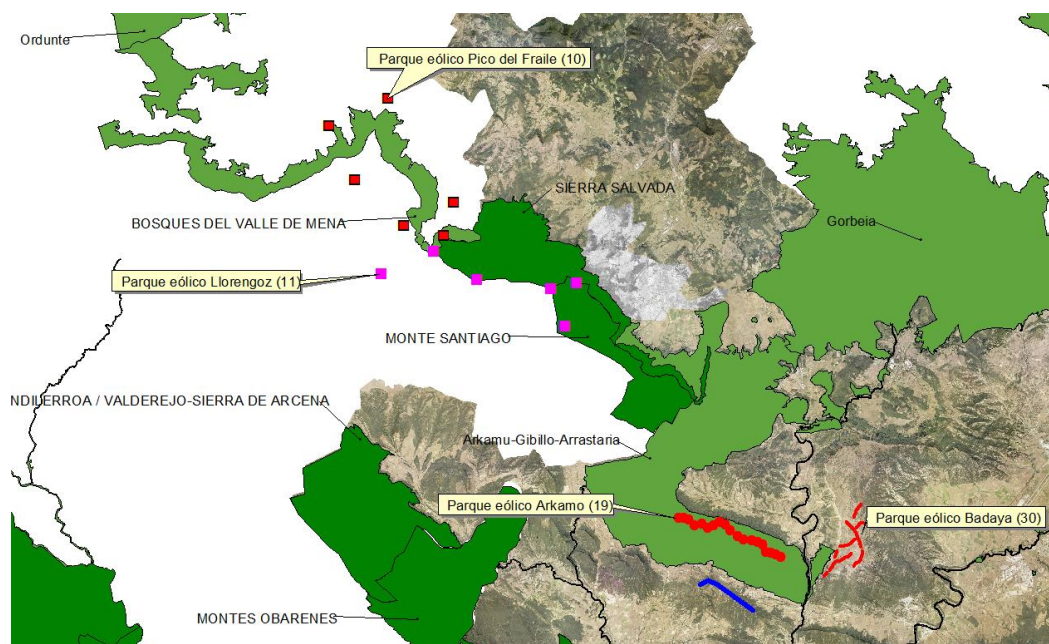 Ordunte
Parque eólico Pico del Fraile (10)
SIERRA SALVADA
BOSQUES DEL VALLE DE MENA
Gorbeia
Parque eólico Llorengoz (11)
MONTE SANTIAGO
NDILERROA / VALDEREJO-SIERRA DE ARCENA
Arkamu-Gibillo-Arrastaria
Parque eólico Arkamo (19)
Parque eólico Badaya (30)
MONTES OBARENES